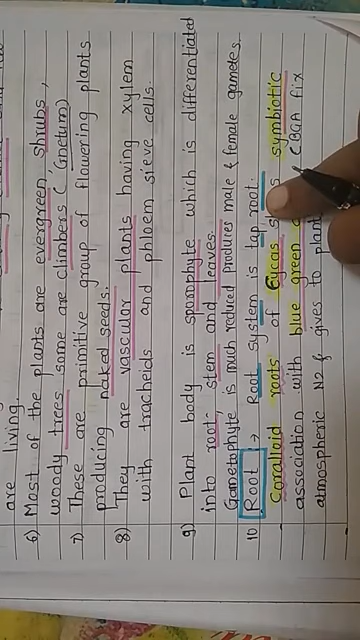 are living.
6) Most of the plants are evergreen shrubs,
woody trees some are climbers (Gnetum)
7) These are primitive group of flowering plants
producing naked seeds.
8) They are vascular plants having xylem
with tracheids and phloem sieve cells.
9) Plant body is sporophyte which is differentiated
into root, stem and leaves.
Gametophyte is much reduced produces male & female gametes.
10) Root → Root system is tap root.
Coralloid roots of Cycas symbiotic
association with blue green CBGA fix
atmospheric N2 & gives to plant